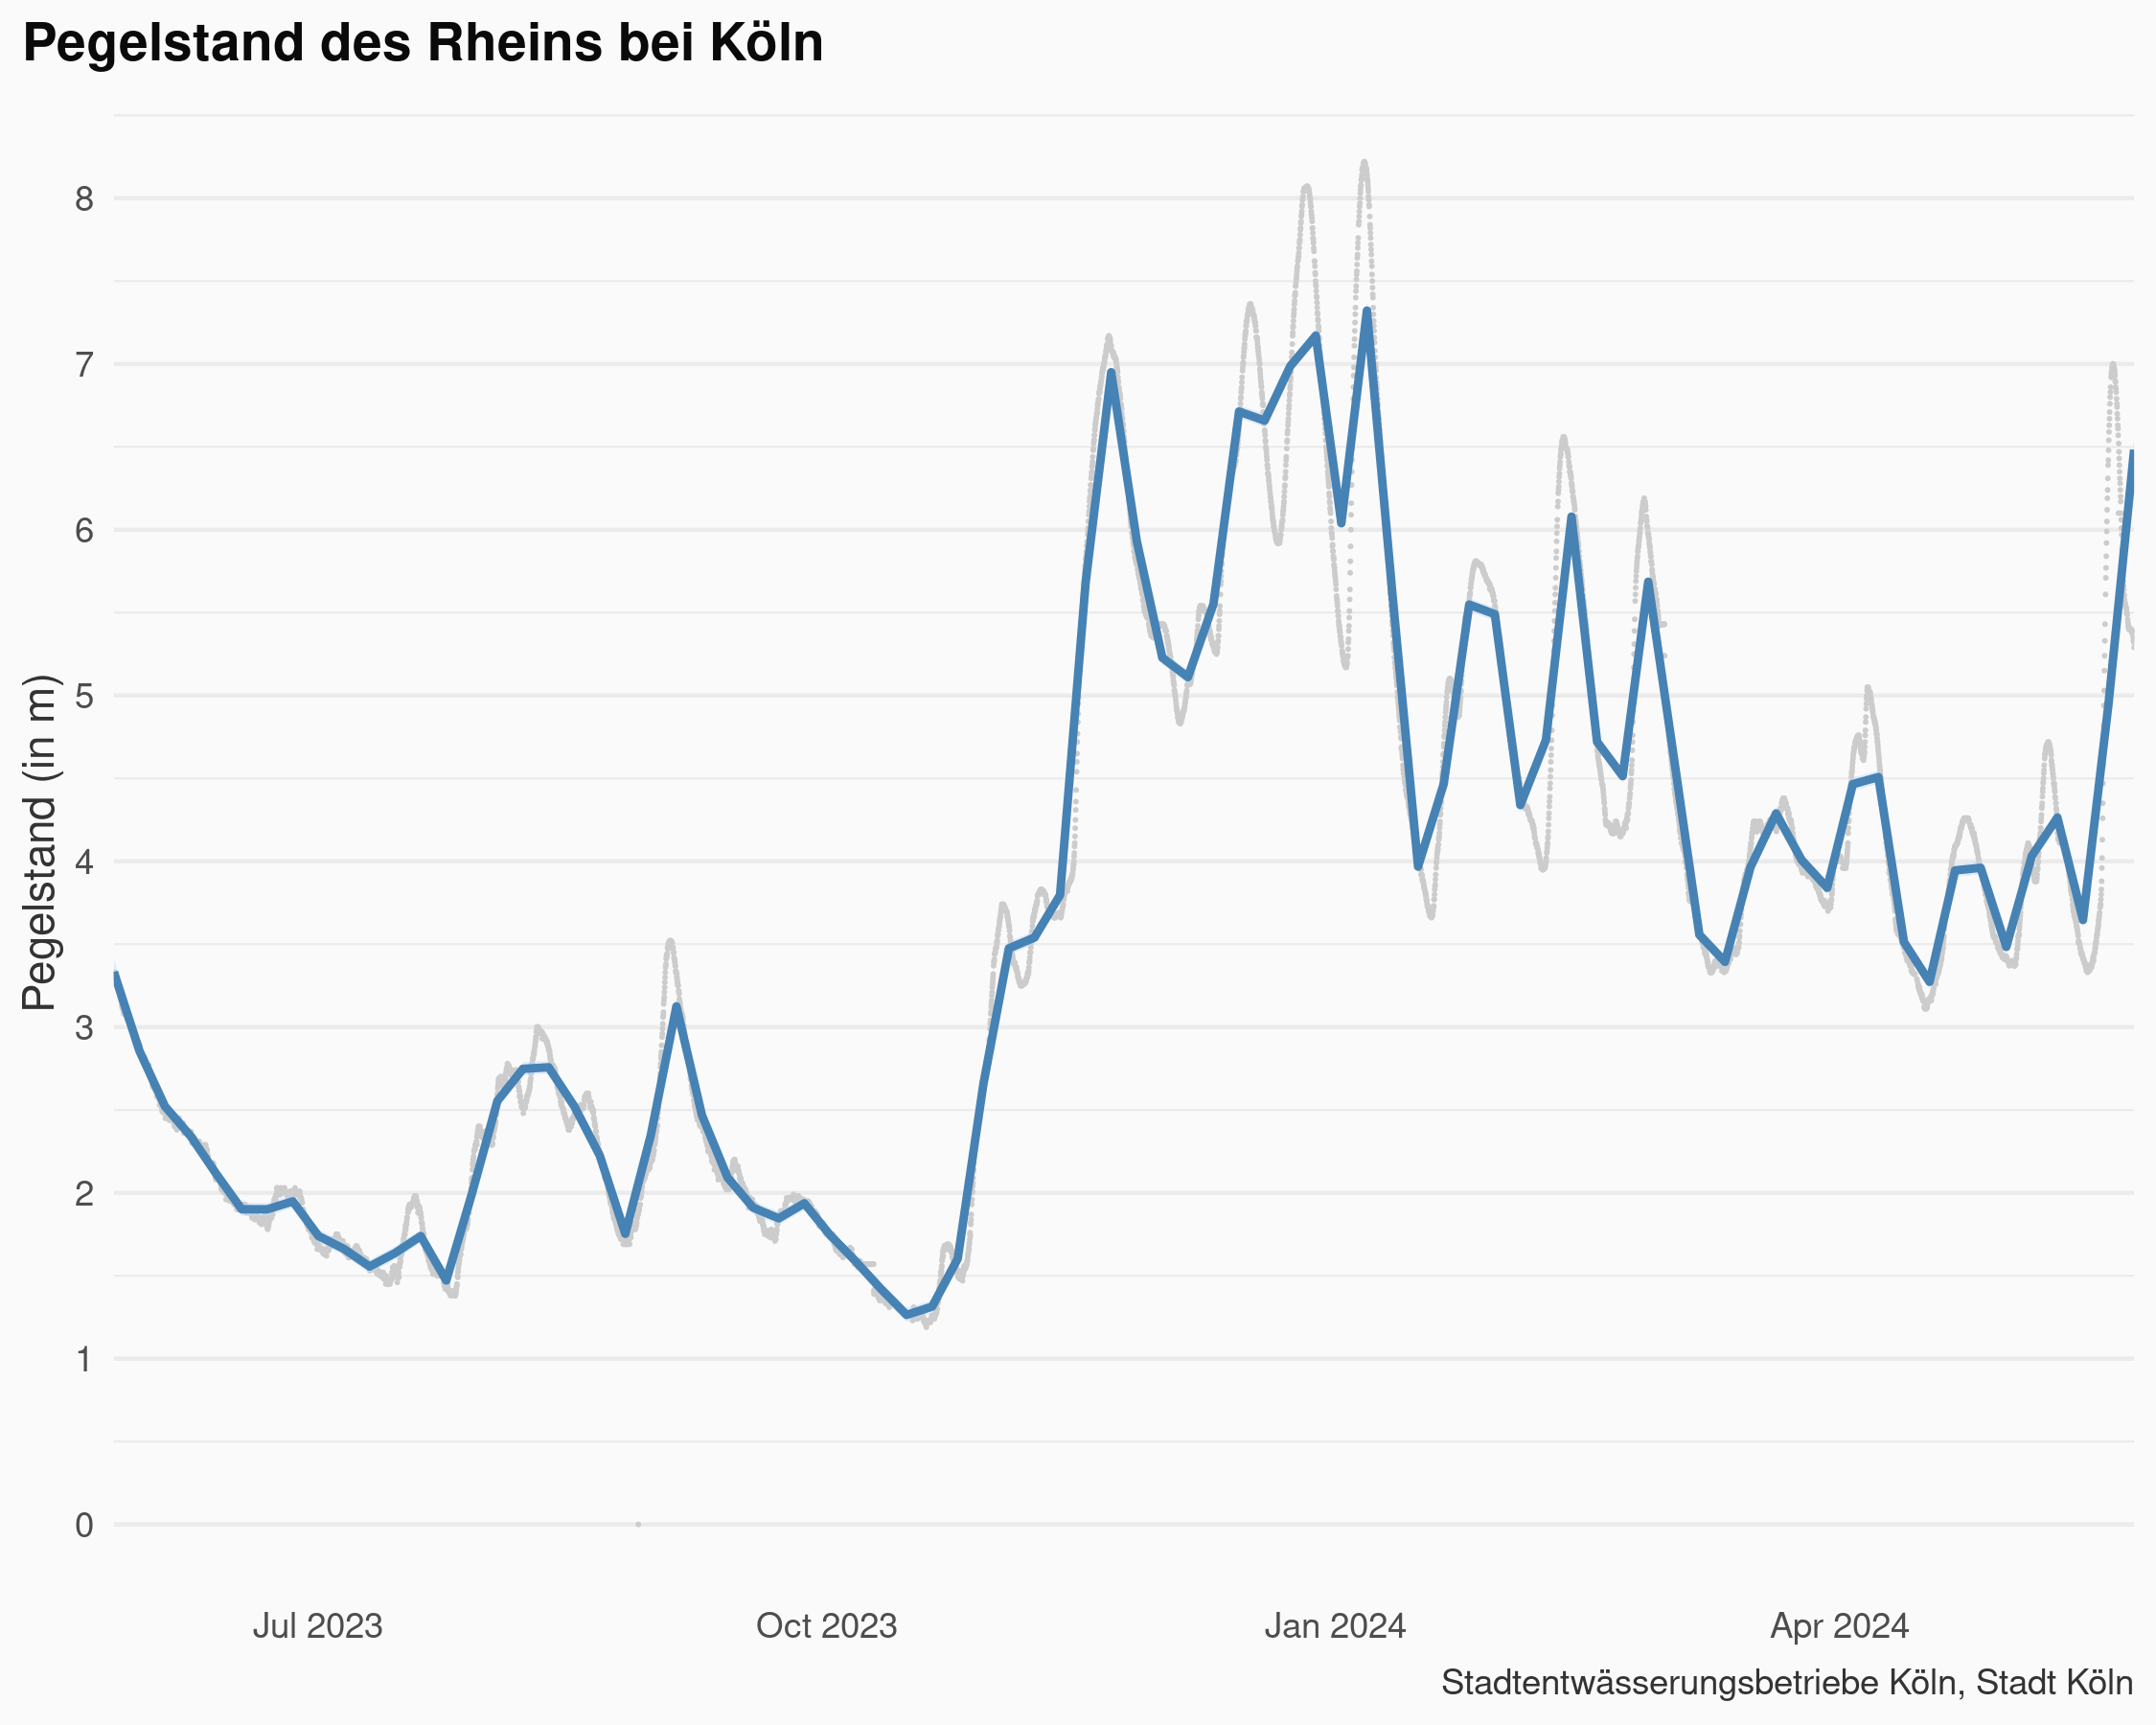 Pegelstand des Rheins bei Köln
Pegelstand (in m)
8
7
6
5
4
3
2
1
0
Jul 2023
Oct 2023
Jan 2024
Apr 2024
Stadtentwässerungsbetriebe Köln, Stadt Köln